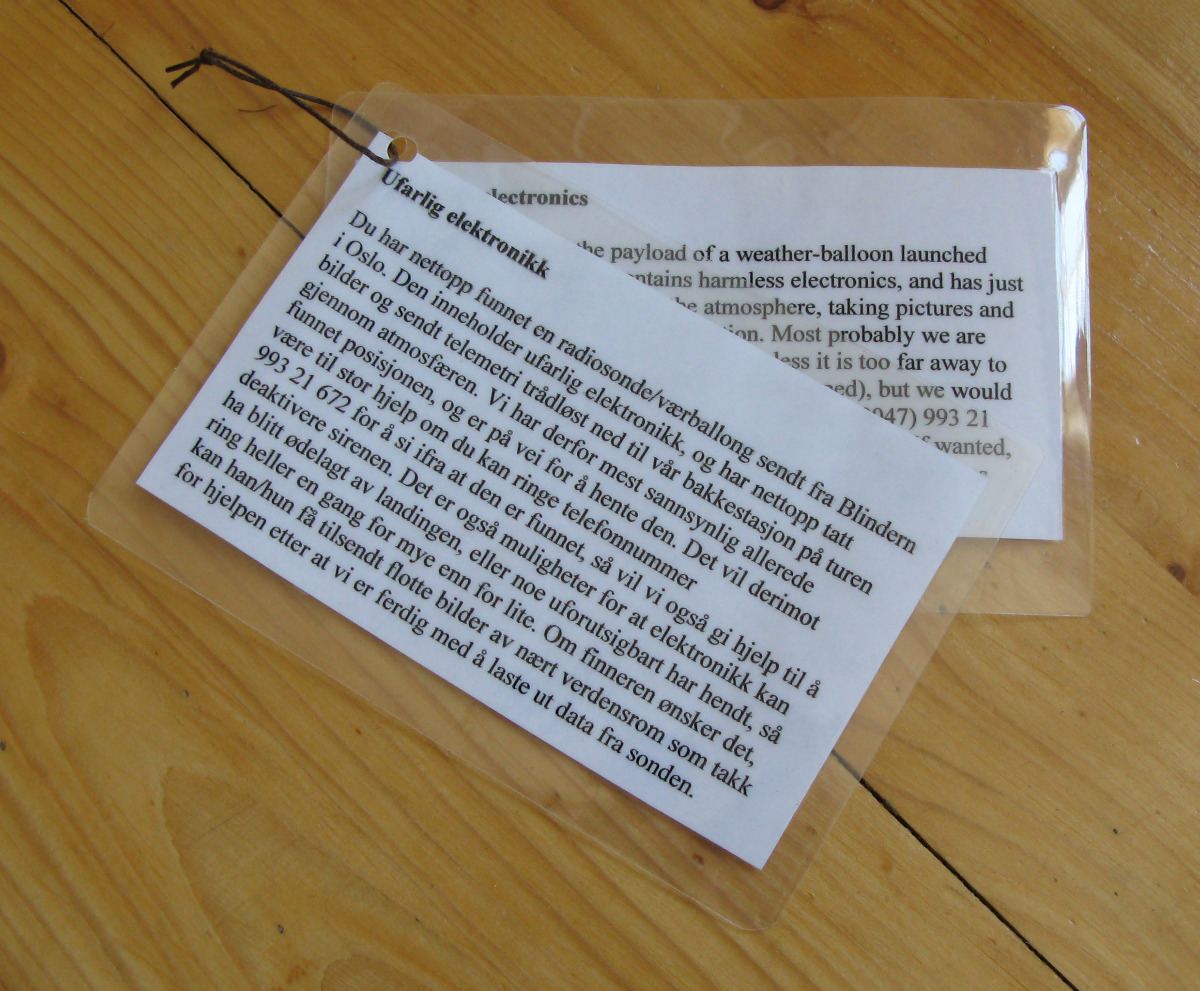 Ufarlig elektronikk
Du har nettopp funnet en radiosonde/værballong sendt fra Blindern
i Oslo. Den inneholder ufarlig elektronikk, og har nettopp tatt
bilder og sendt telemetri trådløst ned til vår bakkestasjon på turen
gjennom atmosfæren. Vi har derfor mest sannsynlig allerede
funnet posisjonen, og er på vei for å hente den. Det vil derimot
være til stor hjelp om du kan ringe telefonnummer
993 21 672 for å si ifra at den er funnet, så vil vi også gi hjelp til å
deaktivere sirenen. Det er også muligheter for at elektronikk kan
ha blitt ødelagt av landingen, eller noe uforutsigbart har hendt, så
ring heller en gang for mye enn for lite. Om finneren ønsker det,
kan han/hun få tilsendt flotte bilder av nært verdensrom som takk
for hjelpen etter at vi er ferdig med å laste ut data fra sonden.
lectronics
he payload of a weather-balloon launched
ntains harmless electronics, and has just
he atmosphere, taking pictures and
on. Most probably we are
less it is too far away to
ed), but we would
047) 993 21
f wanted,